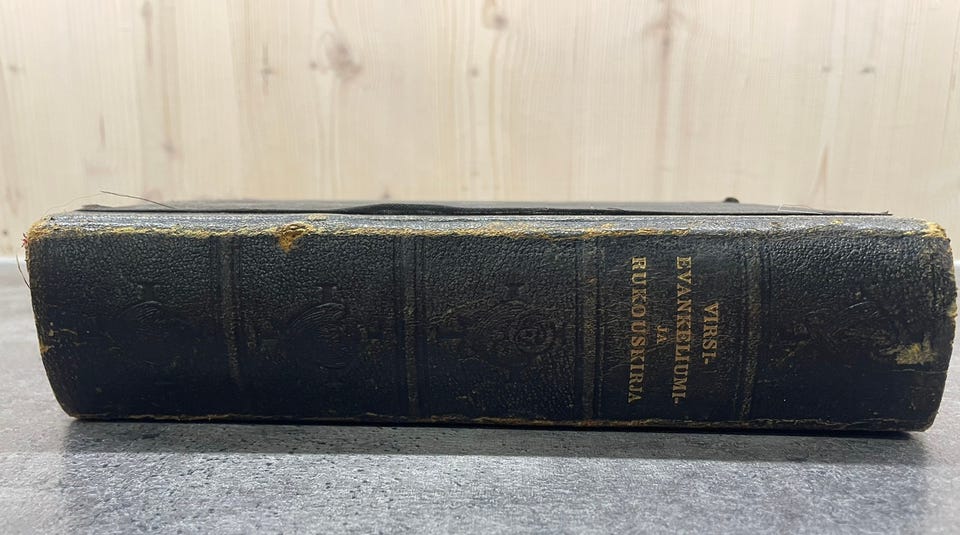 VIRSI-
EVANKELIUMI-
JA
RUKOUSKIRJA